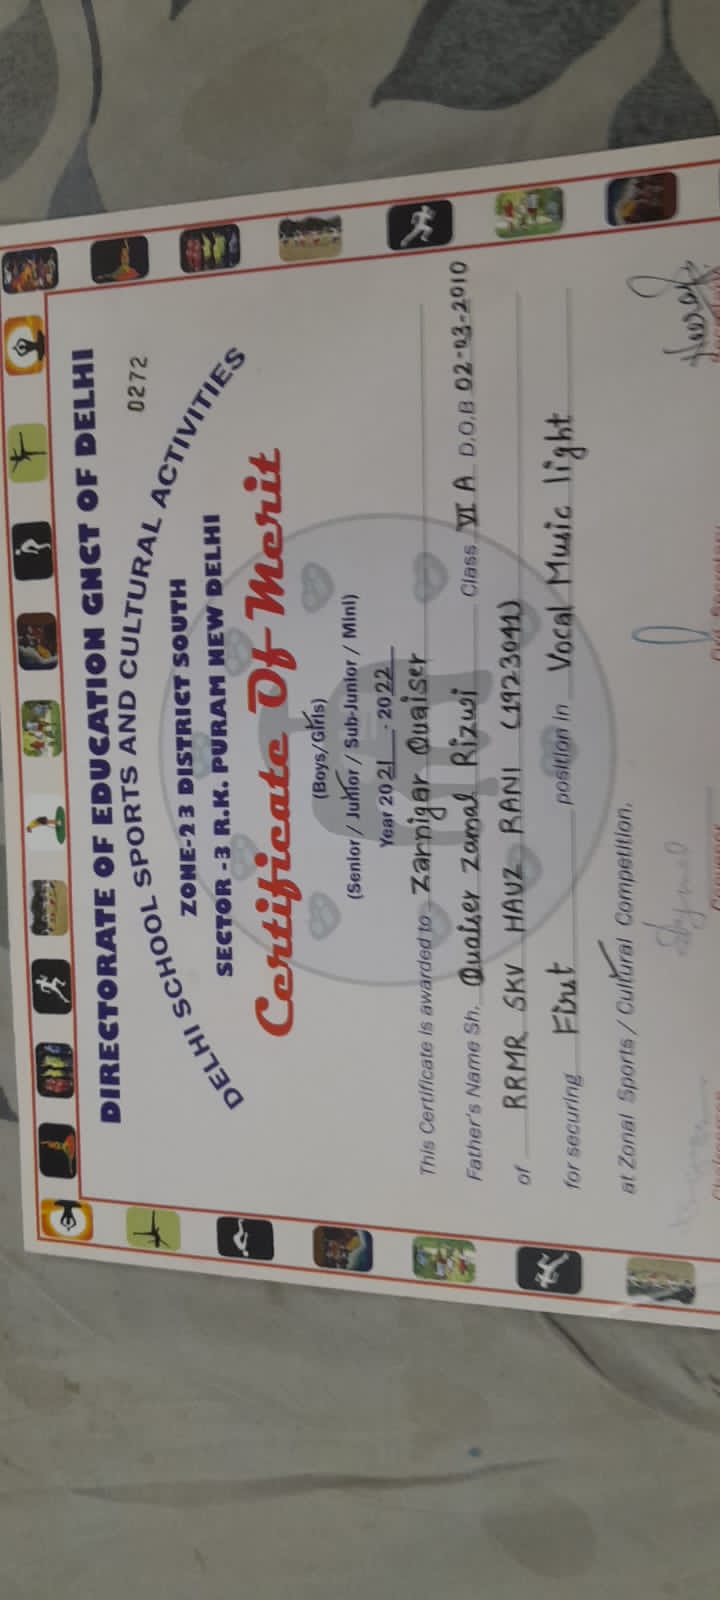 DIRECTORATE OF EDUCATION GNCT OF DELHI
0272
DELHI SCHOOL SPORTS AND CULTURAL ACTIVITIES
ZONE-23 DISTRICT SOUTH
SECTOR -3 R.K. PURAM NEW DELHI
Certificate Of Merit
(Boys/Girls)
(Senior / Junior / Sub-Junior / Mini)
Year 2021 - 2022
This Certificate is awarded to Zarnigar Quaiser
Father's Name Sh. Quaiser Zamal Rizwi Class VI A D.O.B 02-03-2010
of RRMR SKV HAUZ RANI (1923041)
for securing First position in Vocal Music light
at Zonal Sports / Cultural Competition.